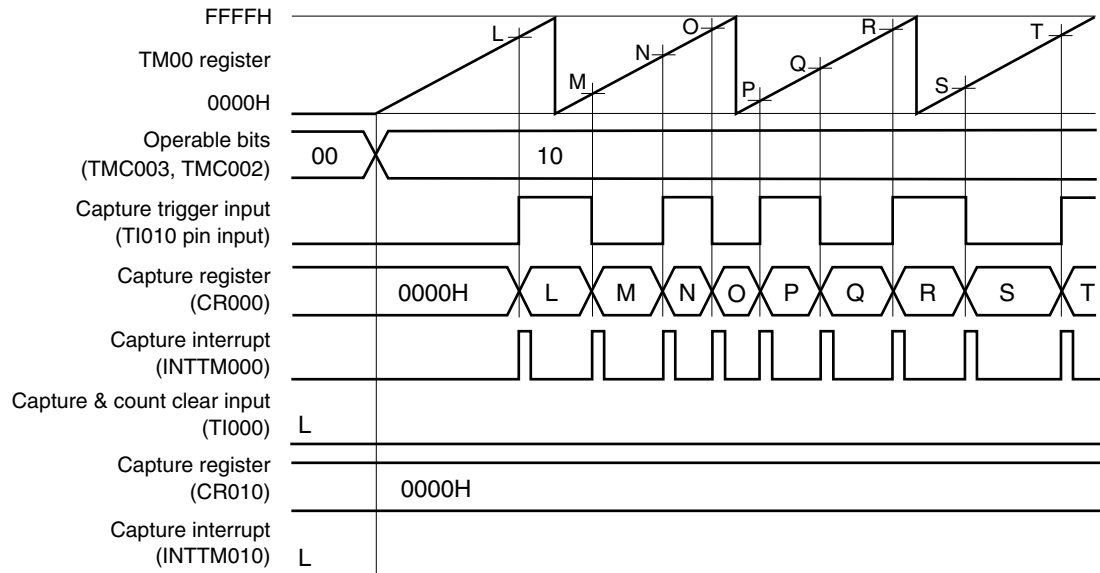 FFFFH
TM00 register
0000H
L
M
N
O
P
Q
R
S
T
Operable bits
(TMC003, TMC002)
00
10
Capture trigger input
(TI010 pin input)
Capture register
(CR000)
0000H
L
M
N
O
P
Q
R
S
T
Capture interrupt
(INTTM000)
Capture & count clear input
(TI000)
L
Capture register
(CR010)
0000H
Capture interrupt
(INTTM010)
L